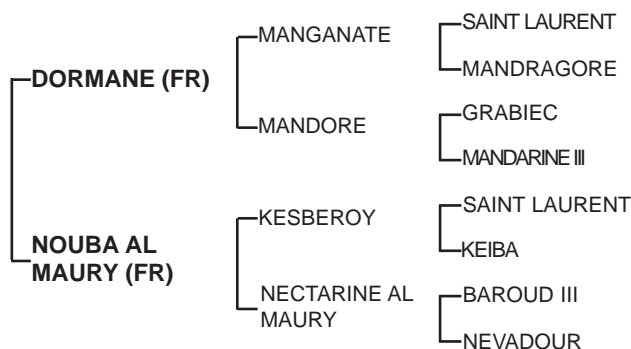 SAINT LAURENT
MANGANATE
DORMANE (FR)
MANDRAGORE
GRABIEC
MANDORE
MANDARINE III
SAINT LAURENT
KESBEROY
NOUBA AL
MAURY (FR)
KEIBA
NECTARINE AL
MAURY
BAROUD III
NEVADOUR